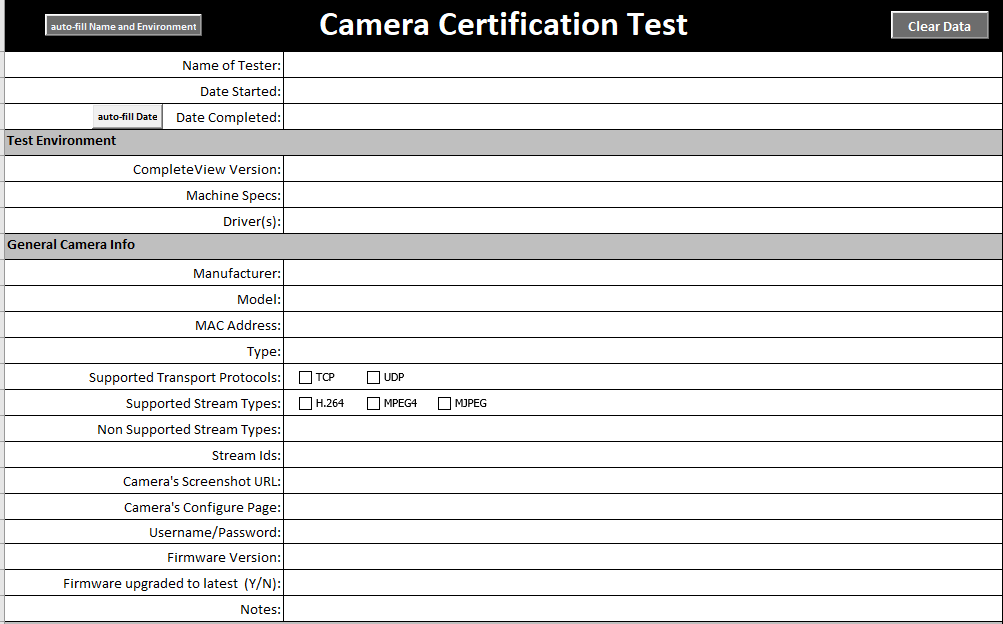 auto-fill Name and Environment Camera Certification Test Clear Data
Name of Tester:
Date Started:
auto-fill Date Date Completed:
Test Environment
CompleteView Version:
Machine Specs:
Driver(s):
General Camera Info
Manufacturer:
Model:
MAC Address:
Type:
Supported Transport Protocols: TCP UDP
Supported Stream Types: H.264 MPEG4 MJPEG
Non Supported Stream Types:
Stream Ids:
Camera's Screenshot URL:
Camera's Configure Page:
Username/Password:
Firmware Version:
Firmware upgraded to latest (Y/N):
Notes: